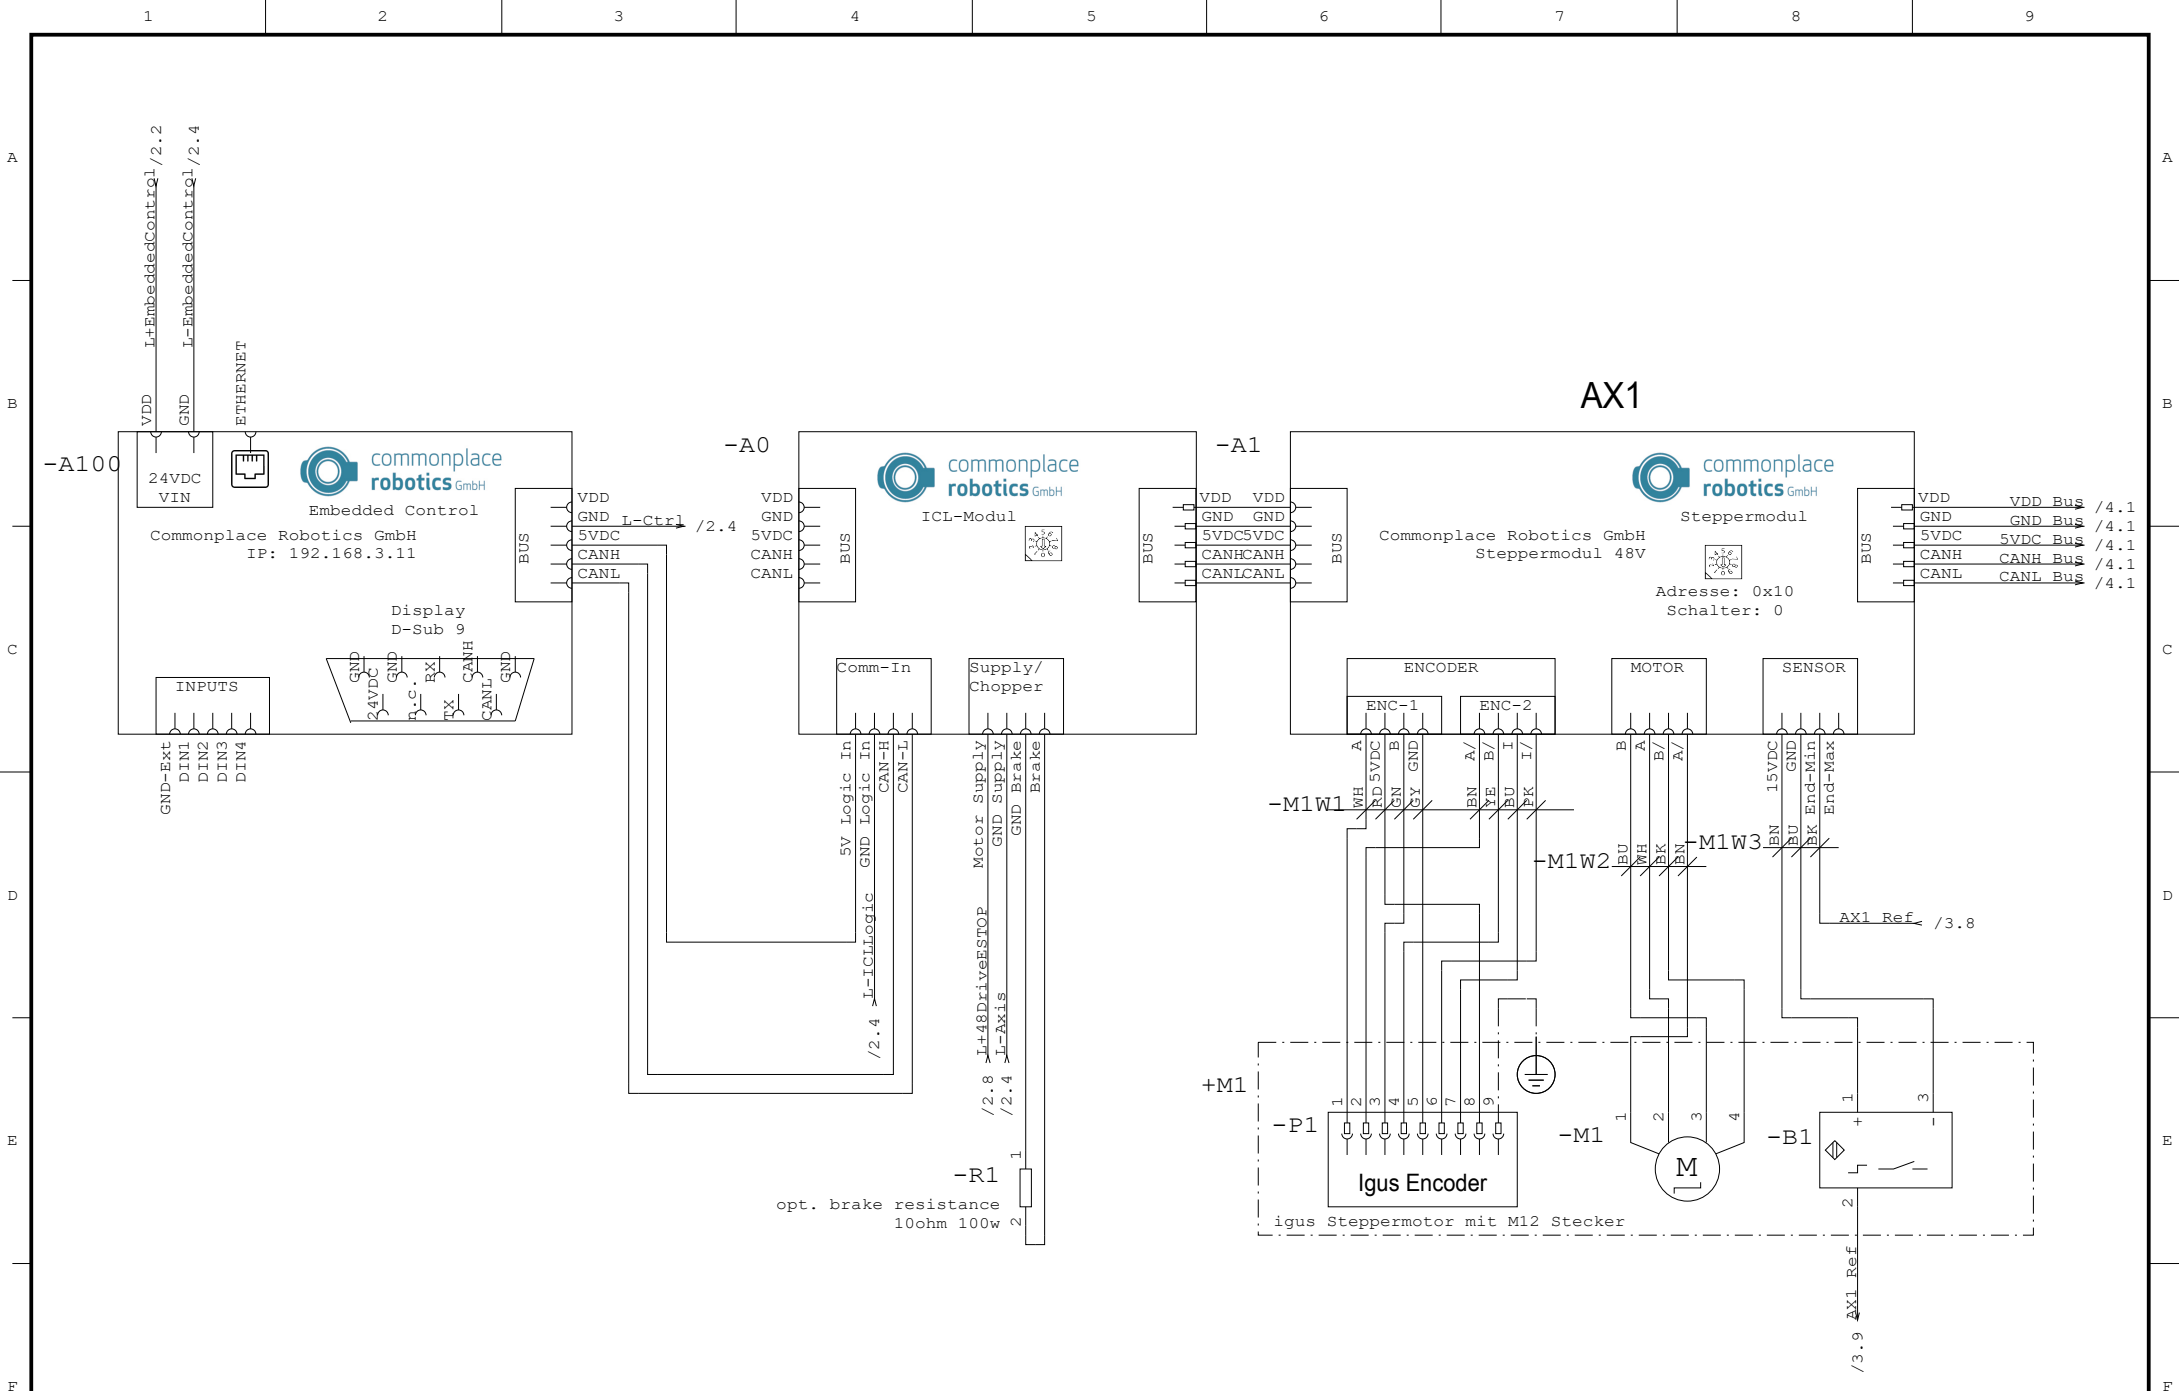 1 2 3 4 5 6 7 8 9
A A
B B
C C
D D
E E
F F
L+EmbeddedControl /2.2
L-EmbeddedControl /2.4
VDD
GND
ETHERNET
-A100
24VDC
VIN
commonplace
robotics GmbH
Embedded Control
Commonplace Robotics GmbH
IP: 192.168.3.11
BUS
VDD
GND
5VDC
CANH
CANL
L-Ctrl /2.4
Display
D-Sub 9
GND
GND
RX
CANH
GND
24VDC
n.c.
TX
CANL
INPUTS
GND-Ext
DIN1
DIN2
DIN3
DIN4
-A0
VDD
GND
5VDC
CANH
CANL
BUS
commonplace
robotics GmbH
ICL-Modul
BUS
VDD
GND
5VDC
CANH
CANL
Comm-In
Supply/
Chopper
5V Logic In
GND Logic In
CAN-H
CAN-L
L-ICLLogic
/2.4
Motor Supply
GND Supply
GND Brake
Brake
L+48DriveESTOP
L-Axis
/2.8
/2.4
-R1
opt. brake resistance
10ohm 100w
1
2
AX1
-A1
VDD
GND
5VDC
CANH
CANL
BUS
commonplace
robotics GmbH
Steppermodul
Commonplace Robotics GmbH
Steppermodul 48V
Adresse: 0x10
Schalter: 0
BUS
VDD
GND
5VDC
CANH
CANL
VDD Bus /4.1
GND Bus /4.1
5VDC Bus /4.1
CANH Bus /4.1
CANL Bus /4.1
ENCODER
ENC-1
ENC-2
MOTOR
SENSOR
A
5VDC
B
GND
A/
B/
I
I/
B
A
B/
A/
15VDC
GND
End-Min
End-Max
-M1W1
WH
RD
GN
GY
BN
YE
BU
PK
-M1W2
BU
WH
BK
BN
-M1W3
BN
BU
BK
AX1 Ref /3.8
+M1
-P1
1 2 3 4 5 6 7 8 9
Igus Encoder
-M1
1 2 3 4
M
-B1
1
3
+
-
2
igus Steppermotor mit M12 Stecker
AX1 Ref
/3.9